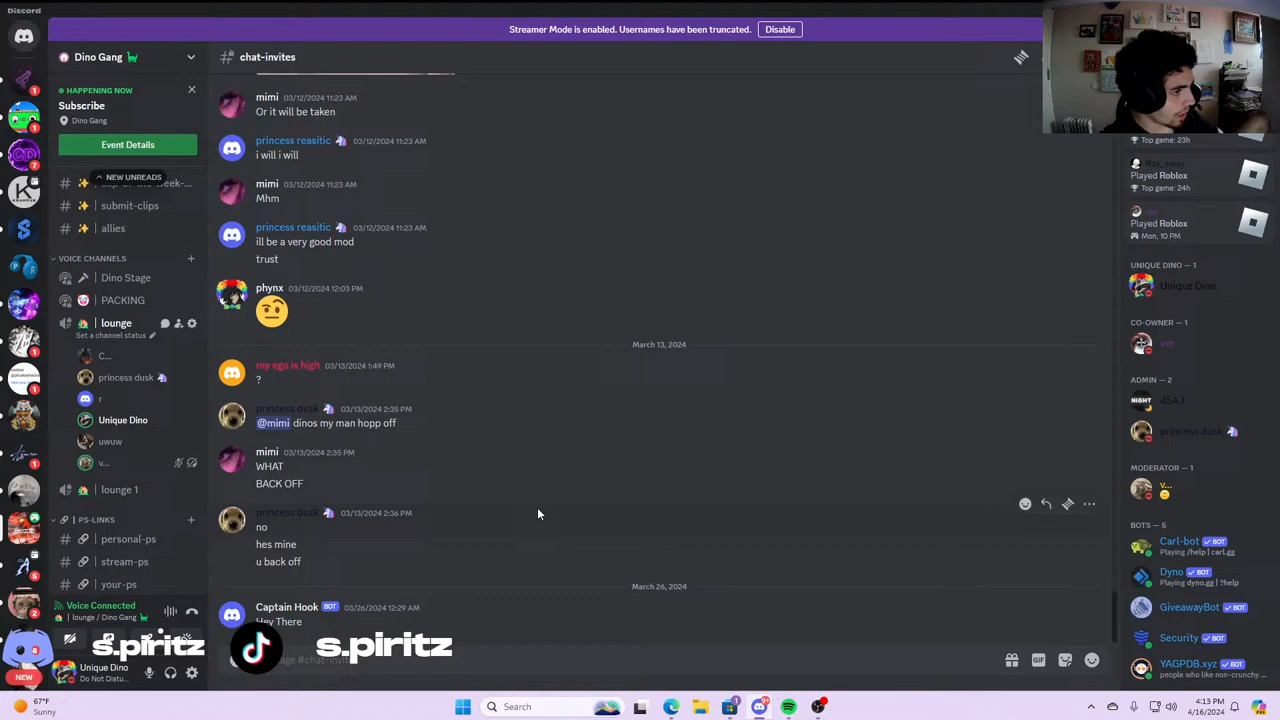 Discord
Streamer Mode is enabled. Usernames have been truncated.
Disable
Dino Gang
HAPPENING NOW
Subscribe
Dino Gang
Event Details
NEW UNREADS
submit-clips
allies
VOICE CHANNELS
Dino Stage
PACKING
lounge
Set a channel status
C...
princess dusk
r
Unique Dino
uwuw
v...
lounge 1
PS-LINKS
personal-ps
stream-ps
your-ps
Voice Connected
lounge / Dino Gang
Unique Dino
Do Not Distu...
NEW
# chat-invites
mimi 03/12/2024 11:23 AM
Or it will be taken
princess reasitic 03/12/2024 11:23 AM
i will i will
mimi 03/12/2024 11:23 AM
Mhm
princess reasitic 03/12/2024 11:23 AM
ill be a very good mod
trust
phynx 03/12/2024 12:03 PM
March 13, 2024
my ego is high 03/13/2024 1:49 PM
?
princess dusk 03/13/2024 2:35 PM
@mimi dinos my man hopp off
mimi 03/13/2024 2:35 PM
WHAT
BACK OFF
princess dusk 03/13/2024 2:36 PM
no
hes mine
u back off
March 26, 2024
Captain Hook BOT 03/26/2024 12:29 AM
Hey There
s.piritz
s.piritz
GIF
Top game: 23h
Ray_sway
Played Roblox
Top game: 24h
Played Roblox
Mon, 10 PM
UNIQUE DINO — 1
Unique Dino
CO-OWNER — 1
vin
ADMIN — 2
NIGHT
princess dusk
MODERATOR — 1
v...
BOTS — 5
Carl-bot BOT
Playing /help | carl.gg
Dyno BOT
Playing dyno.gg | ?help
GiveawayBot BOT
Security BOT
YAGPDB.xyz BOT
people who like non-crunchy ...
67°F
Sunny
Search
4:13 PM
4/16/2024